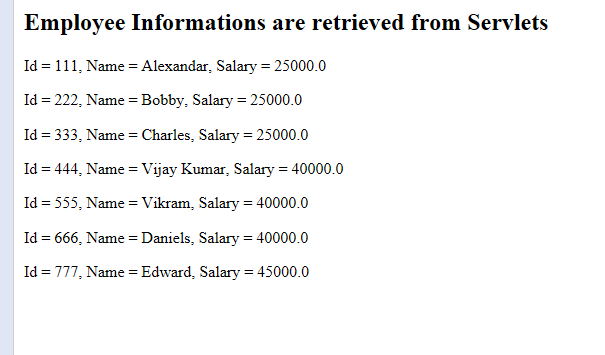 Employee Informations are retrieved from Servlets
Id = 111, Name = Alexandar, Salary = 25000.0
Id = 222, Name = Bobby, Salary = 25000.0
Id = 333, Name = Charles, Salary = 25000.0
Id = 444, Name = Vijay Kumar, Salary = 40000.0
Id = 555, Name = Vikram, Salary = 40000.0
Id = 666, Name = Daniels, Salary = 40000.0
Id = 777, Name = Edward, Salary = 45000.0